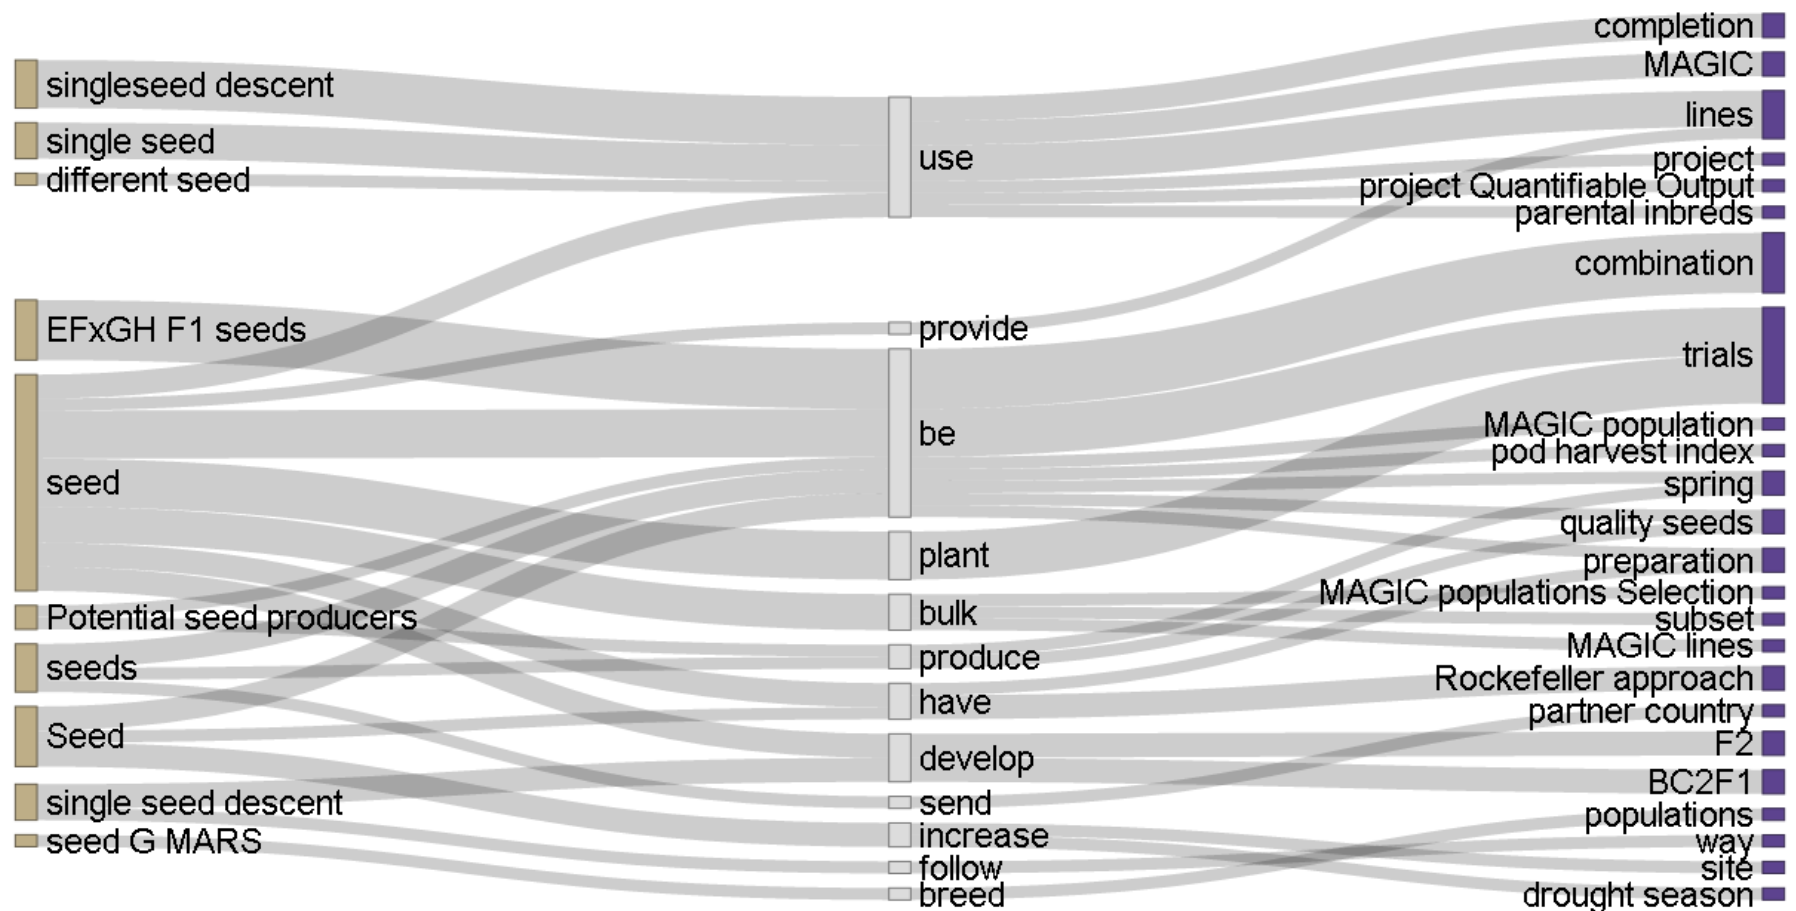 singleseed descent
single seed
different seed
EFxGH F1 seeds
seed
Potential seed producers
seeds
Seed
single seed descent
seed G MARS
use
provide
be
plant
bulk
produce
have
develop
send
increase
follow
breed
completion
MAGIC
lines
project
project Quantifiable Output
parental inbreds
combination
trials
MAGIC population
pod harvest index
spring
quality seeds
preparation
MAGIC populations Selection
subset
MAGIC lines
Rockefeller approach
partner country
F2
BC2F1
populations
way
site
drought season